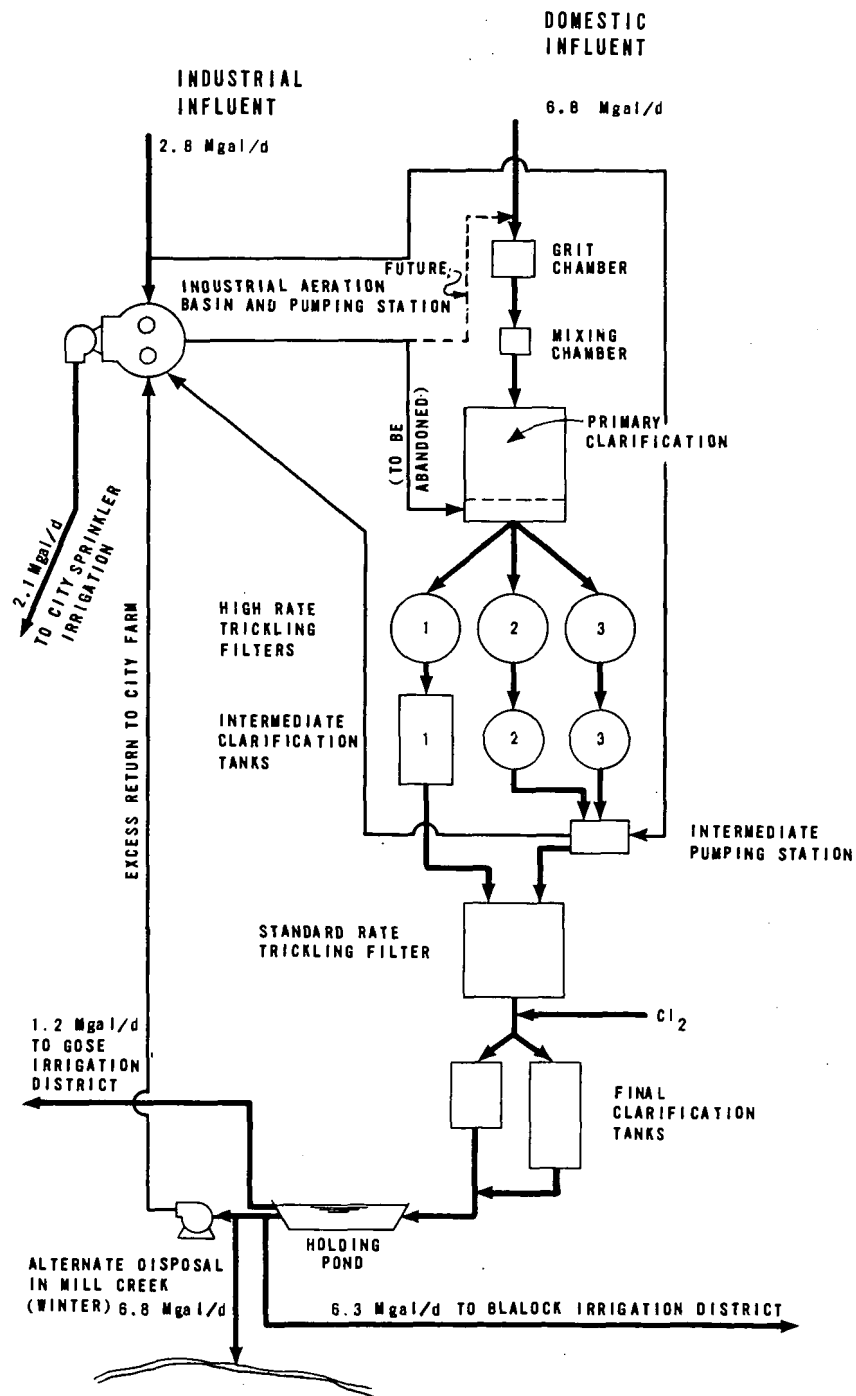 DOMESTIC
INFLUENT
INDUSTRIAL
INFLUENT
6.8 Mgal/d
2.8 Mgal/d
GRIT
CHAMBER
FUTURE
INDUSTRIAL AERATION
BASIN AND PUMPING STATION
MIXING
CHAMBER
PRIMARY
CLARIFICATION
(TO BE
ABANDONED)
2.1 Mgal/d
TO CITY SPRINKLER
IRRIGATION
HIGH RATE
TRICKLING
FILTERS
1
2
3
INTERMEDIATE
CLARIFICATION
TANKS
1
2
3
EXCESS RETURN TO CITY FARM
INTERMEDIATE
PUMPING STATION
STANDARD RATE
TRICKLING FILTER
Cl2
1.2 Mgal/d
TO GOSE
IRRIGATION
DISTRICT
FINAL
CLARIFICATION
TANKS
HOLDING
POND
ALTERNATE DISPOSAL
IN MILL CREEK
(WINTER) 6.8 Mgal/d
6.3 Mgal/d TO BLALOCK IRRIGATION DISTRICT